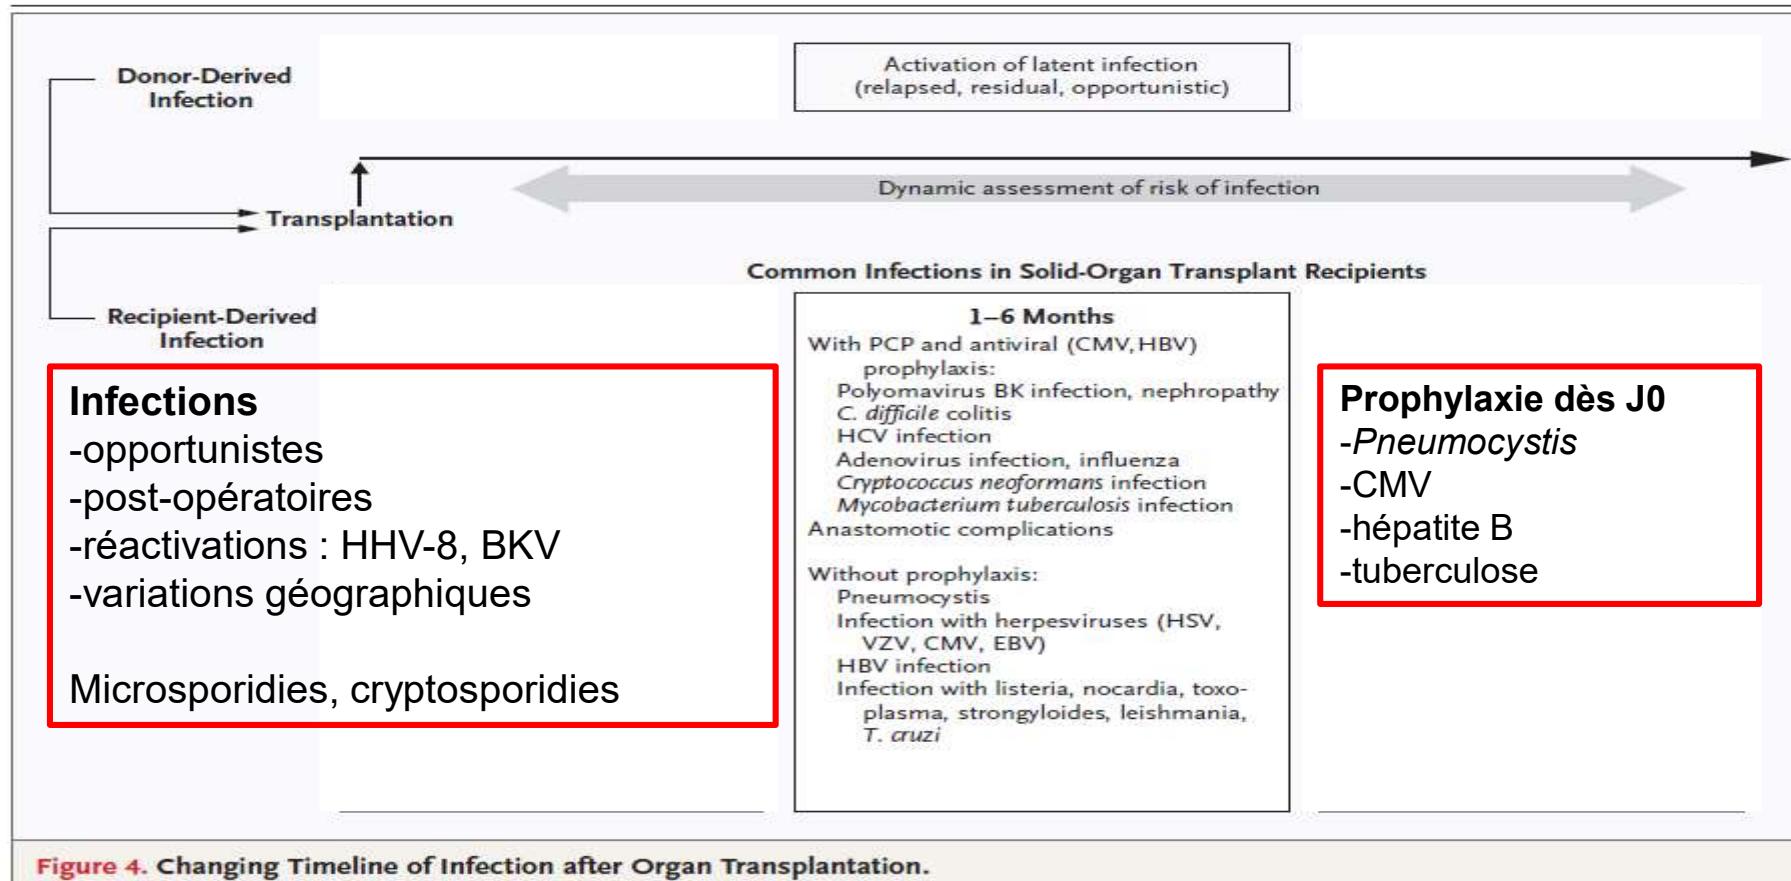 Donor-Derived
Infection
Activation of latent infection
(relapsed, residual, opportunistic)
Dynamic assessment of risk of infection
Transplantation
Common Infections in Solid-Organ Transplant Recipients
Recipient-Derived
Infection
Infections
-opportunistes
-post-opératoires
-réactivations : HHV-8, BKV
-variations géographiques
Microsporidies, cryptosporidies
1–6 Months
With PCP and antiviral (CMV, HBV)
prophylaxis:
Polyomavirus BK infection, nephropathy
C. difficile colitis
HCV infection
Adenovirus infection, influenza
Cryptococcus neoformans infection
Mycobacterium tuberculosis infection
Anastomotic complications
Without prophylaxis:
Pneumocystis
Infection with herpesviruses (HSV,
VZV, CMV, EBV)
HBV infection
Infection with listeria, nocardia, toxo-
plasma, strongyloides, leishmania,
T. cruzi
Prophylaxie dès J0
-Pneumocystis
-CMV
-hépatite B
-tuberculose
Figure 4. Changing Timeline of Infection after Organ Transplantation.